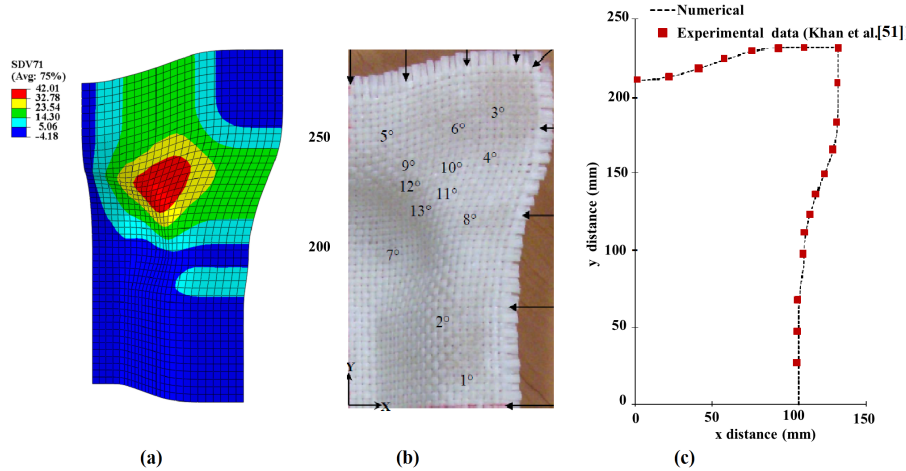 SDV71
(Avg: 75%)
42.01
32.78
23.54
14.30
5.06
-4.18
(a)
250
200
3°
6°
5°
4°
9°
10°
12°
11°
13°
8°
7°
2°
1°
Y
X
(b)
Numerical
Experimental data (Khan et al.[51]
250
200
150
100
50
0
y distance (mm)
0 50 100 150
x distance (mm)
(c)